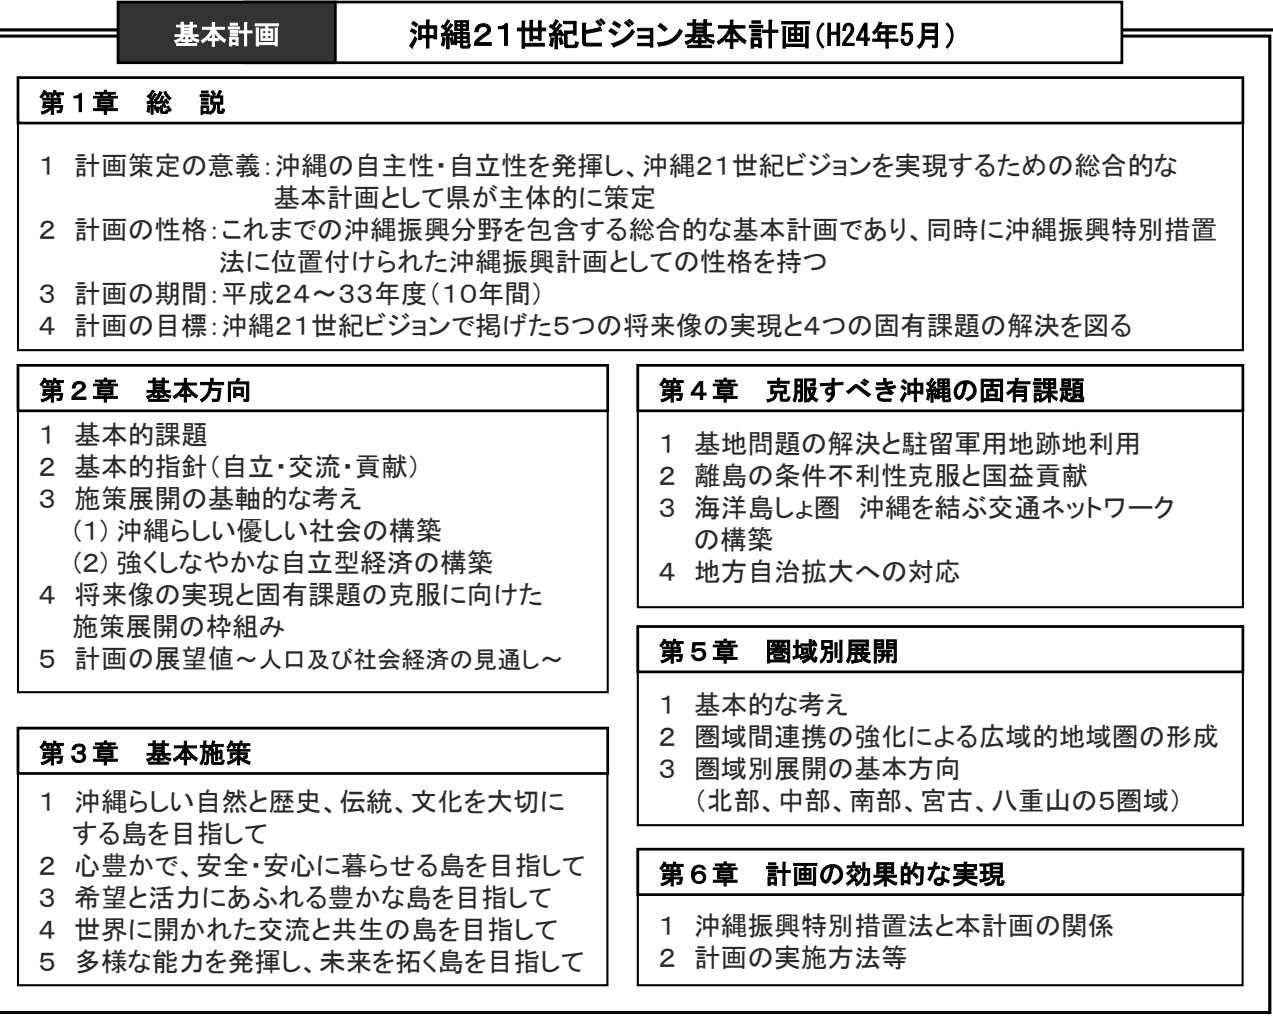 基本計画
沖縄２１世紀ビジョン基本計画（H24年5月）
第１章　総　説
１　計画策定の意義：沖縄の自主性・自立性を発揮し、沖縄２１世紀ビジョンを実現するための総合的な
基本計画として県が主体的に策定
２　計画の性格：これまでの沖縄振興分野を包含する総合的な基本計画であり、同時に沖縄振興特別措置
法に位置付けられた沖縄振興計画としての性格を持つ
３　計画の期間：平成２４～３３年度（１０年間）
４　計画の目標：沖縄２１世紀ビジョンで掲げた５つの将来像の実現と４つの固有課題の解決を図る
第２章　基本方向
１　基本的課題
２　基本的指針（自立・交流・貢献）
３　施策展開の基軸的な考え
（１）沖縄らしい優しい社会の構築
（２）強くしなやかな自立型経済の構築
４　将来像の実現と固有課題の克服に向けた
施策展開の枠組み
５　計画の展望値～人口及び社会経済の見通し～
第３章　基本施策
１　沖縄らしい自然と歴史、伝統、文化を大切に
する島を目指して
２　心豊かで、安全・安心に暮らせる島を目指して
３　希望と活力にあふれる豊かな島を目指して
４　世界に開かれた交流と共生の島を目指して
５　多様な能力を発揮し、未来を拓く島を目指して
第４章　克服すべき沖縄の固有課題
１　基地問題の解決と駐留軍用地跡地利用
２　離島の条件不利性克服と国益貢献
３　海洋島しょ圏　沖縄を結ぶ交通ネットワーク
の構築
４　地方自治拡大への対応
第５章　圏域別展開
１　基本的な考え
２　圏域間連携の強化による広域的地域圏の形成
３　圏域別展開の基本方向
（北部、中部、南部、宮古、八重山の５圏域）
第６章　計画の効果的な実現
１　沖縄振興特別措置法と本計画の関係
２　計画の実施方法等